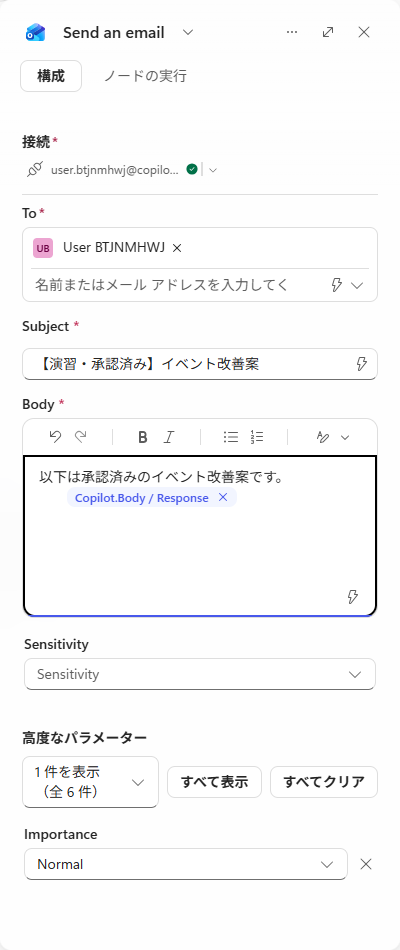 Send an email
構成
ノードの実行
接続*
user.btjnmhwj@copilo...
To*
UB User BTJNMHWJ
名前またはメール アドレスを入力してく
Subject *
【演習・承認済み】イベント改善案
Body *
B I
以下は承認済みのイベント改善案です。
Copilot.Body / Response
Sensitivity
Sensitivity
高度なパラメーター
1 件を表示
（全 6 件）
すべて表示
すべてクリア
Importance
Normal